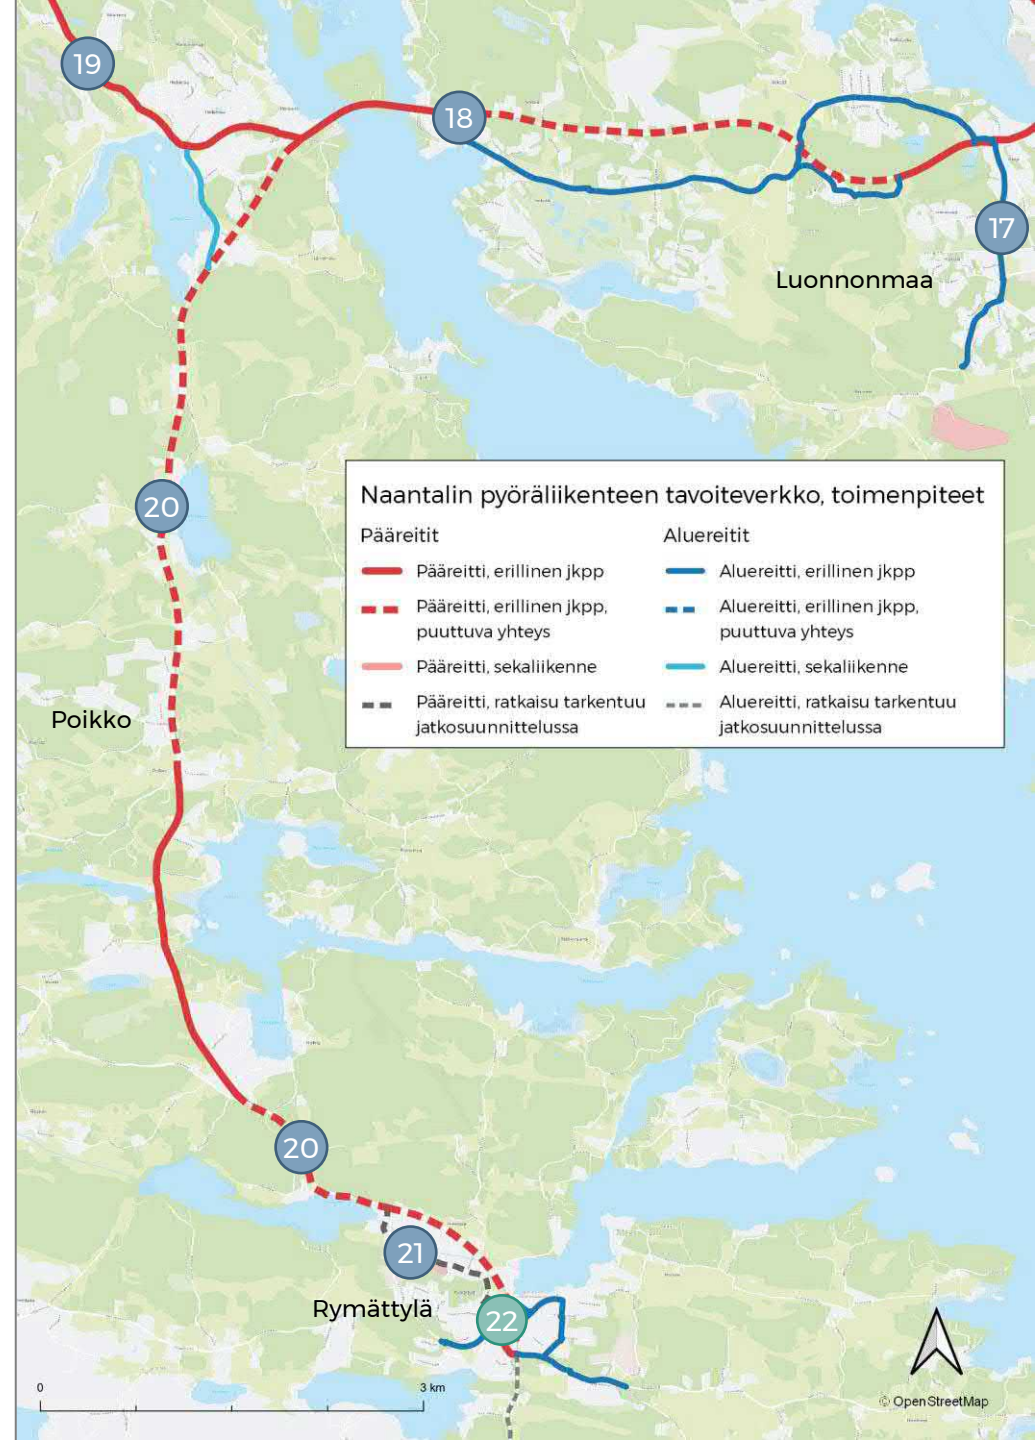 19
18
17
Luonnonmaa
20
Naantalin pyöräliikenteen tavoiteverkko, toimenpiteet
Pääreitit
Pääreitti, erillinen jkpp
Pääreitti, erillinen jkpp,
puuttuva yhteys
Pääreitti, sekaliikenne
Pääreitti, ratkaisu tarkentuu
jatkosuunnittelussa
Aluereitit
Aluereitti, erillinen jkpp
Aluereitti, erillinen jkpp,
puuttuva yhteys
Aluereitti, sekaliikenne
Aluereitti, ratkaisu tarkentuu
jatkosuunnittelussa
Poikko
20
21
Rymättylä
22
0
3 km
© OpenStreetMap